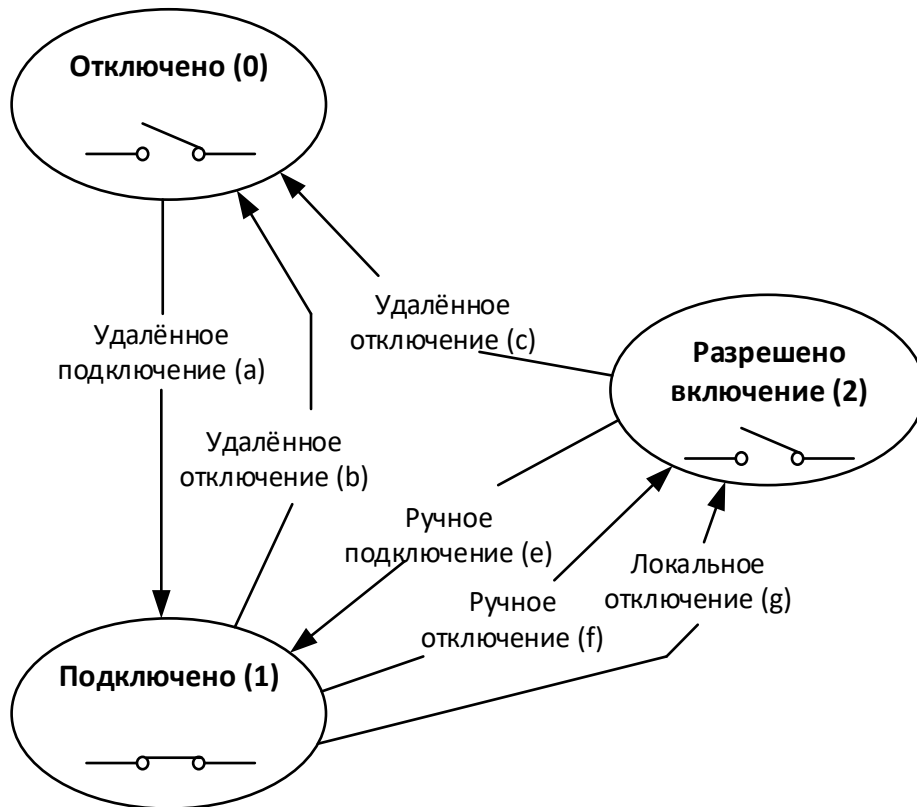 Отключено (0)
Удалённое
подключение (a)
Удалённое
отключение (b)
Удалённое
отключение (c)
Разрешено
включение (2)
Ручное
подключение (e)
Ручное
отключение (f)
Локальное
отключение (g)
Подключено (1)